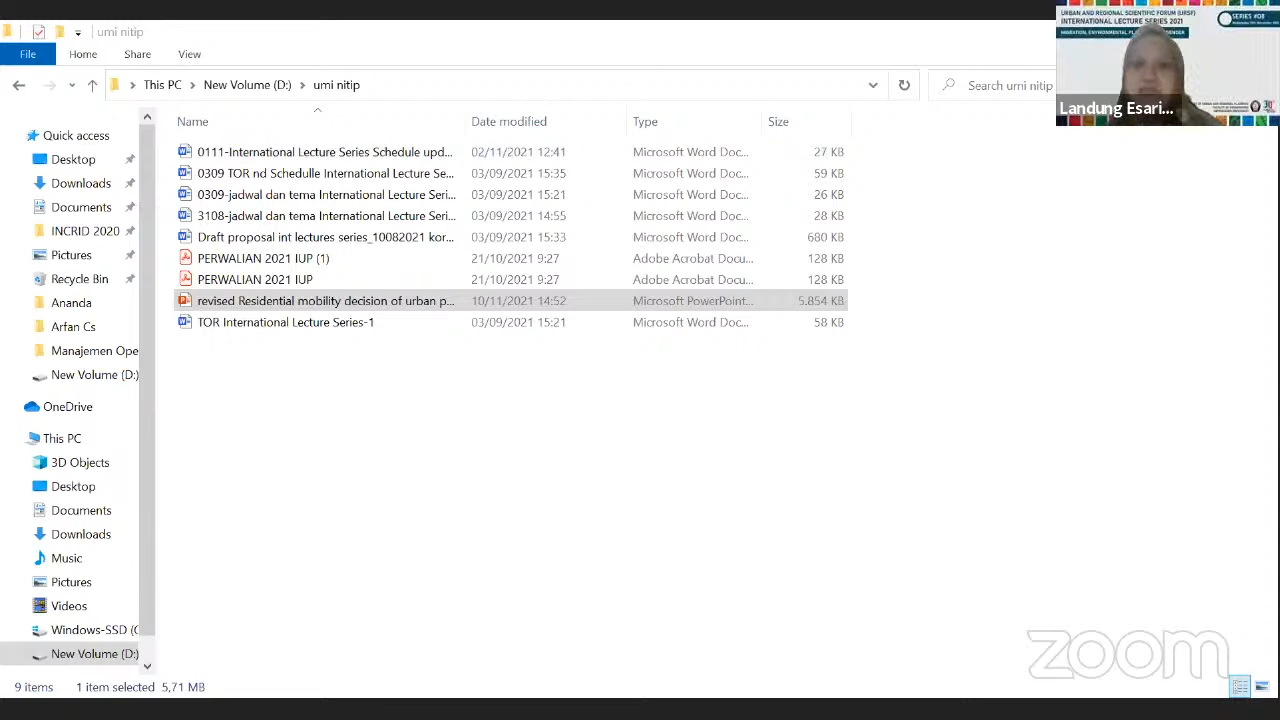 umi nitip
File Home Share View
This PC New Volume (D:) umi nitip
Search umi nitip
Name Date modified Type Size
0111-International Lecture Series Schedule upd... 02/11/2021 12:41 Microsoft Word Doc... 27 KB
0309 TOR nd Schedulle International Lecture Se... 03/09/2021 15:35 Microsoft Word Doc... 59 KB
0309-jadwal dan tema International Lecture Seri... 03/09/2021 15:21 Microsoft Word Doc... 26 KB
3108-jadwal dan tema International Lecture Seri... 03/09/2021 14:55 Microsoft Word Doc... 28 KB
Draft proposal int lectures series_10082021 kor... 03/09/2021 15:33 Microsoft Word Doc... 680 KB
PERWALIAN 2021 IUP (1) 21/10/2021 9:27 Adobe Acrobat Docu... 128 KB
PERWALIAN 2021 IUP 21/10/2021 9:27 Adobe Acrobat Docu... 128 KB
revised Residential mobility decision of urban p... 10/11/2021 14:52 Microsoft PowerPoint... 5.854 KB
TOR International Lecture Series-1 03/09/2021 15:21 Microsoft Word Doc... 58 KB
Quick access
Desktop
Downloads
Documents
INCRID 2020
Pictures
Recycle Bin
Ananda
Arfan Cs
Manajemen Ope
New Volume (D:)
OneDrive
This PC
3D Objects
Desktop
Documents
Downloads
Music
Pictures
Videos
Windows-SSD (C
New Volume (D:)
9 items 1 item selected 5,71 MB
URBAN AND REGIONAL SCIENTIFIC FORUM (URSF)
INTERNATIONAL LECTURE SERIES 2021
SERIES #08
MIGRATION, ENVIRONMENTAL
Landung Esari...
zoom